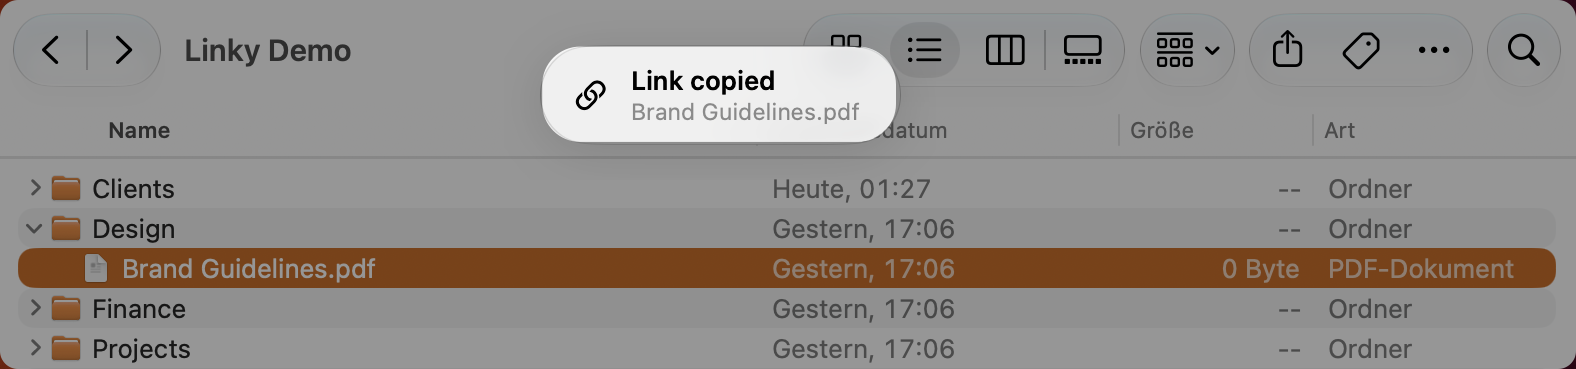 Linky Demo
Link copied
Brand Guidelines.pdf
Name datum Größe Art
Clients Heute, 01:27 -- Ordner
Design Gestern, 17:06 -- Ordner
Brand Guidelines.pdf Gestern, 17:06 0 Byte PDF-Dokument
Finance Gestern, 17:06 -- Ordner
Projects Gestern, 17:06 -- Ordner